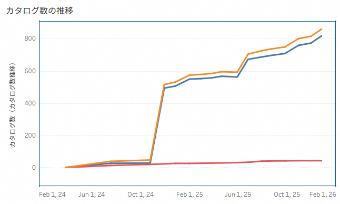 カタログ数の推移
カタログ数（カタログ数推移）
800
600
400
200
0
Feb 1, 24
Jun 1, 24
Oct 1, 24
Feb 1, 25
Jun 1, 25
Oct 1, 25
Feb 1, 26